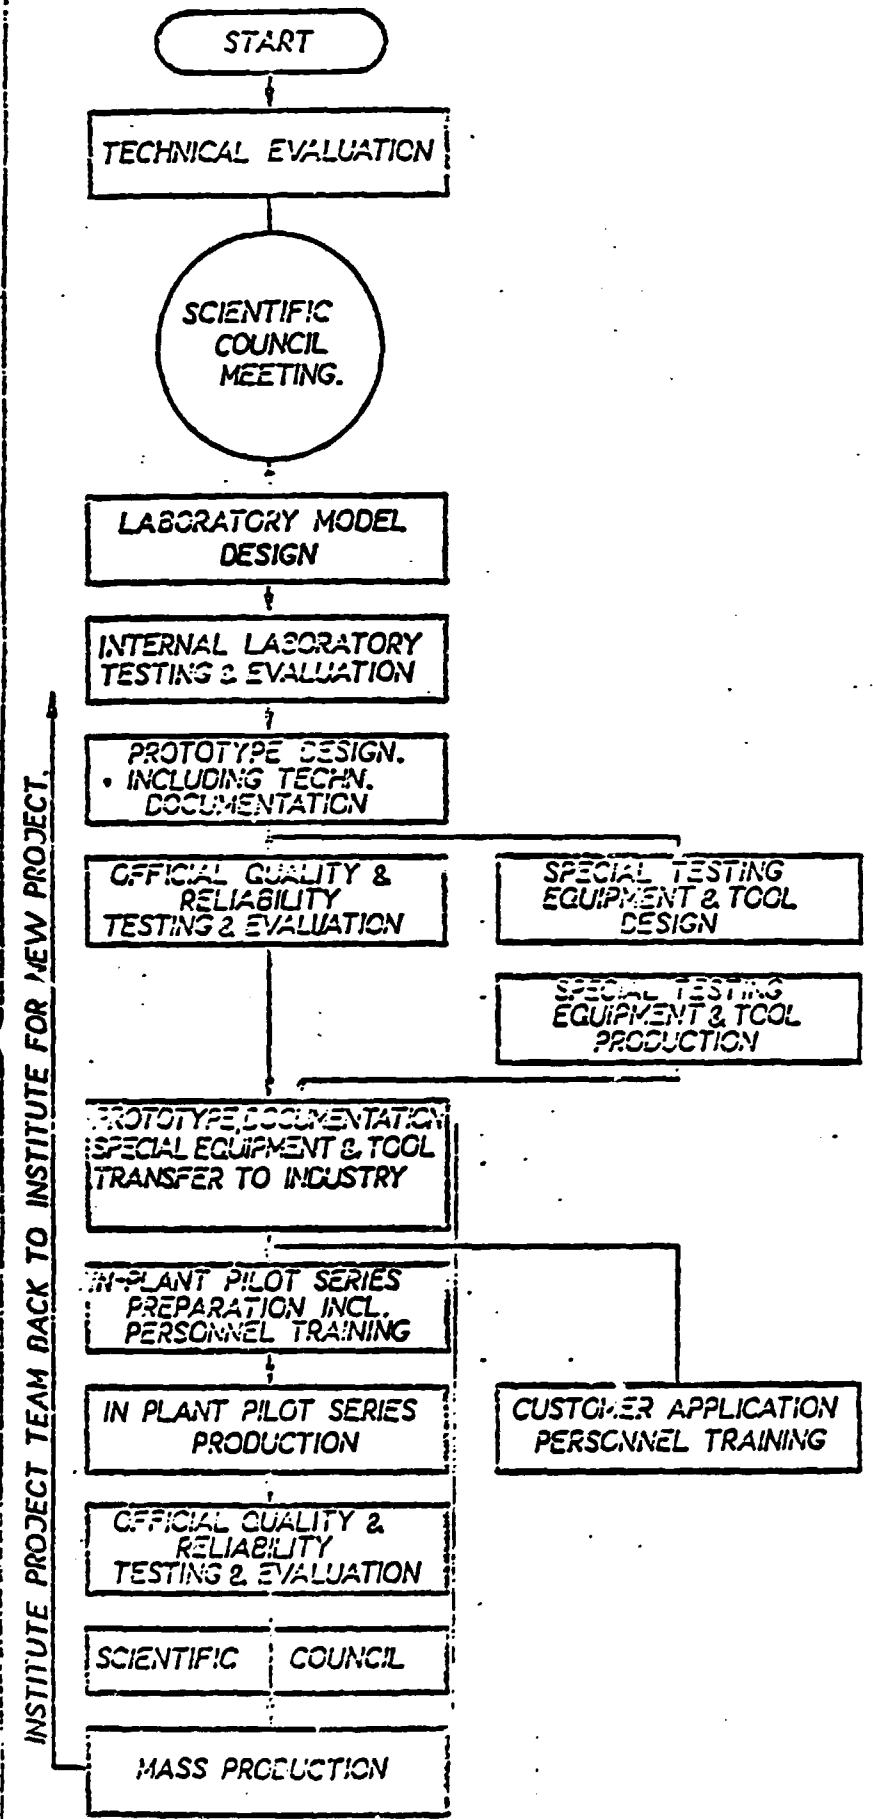 START
TECHNICAL EVALUATION
SCIENTIFIC
COUNCIL
MEETING.
LABORATORY MODEL
DESIGN
INTERNAL LABORATORY
TESTING & EVALUATION
PROTOTYPE DESIGN.
INCLUDING TECHN.
DOCUMENTATION
OFFICIAL QUALITY &
RELIABILITY
TESTING & EVALUATION
SPECIAL TESTING
EQUIPMENT & TOOL
DESIGN
SPECIAL TESTING
EQUIPMENT & TOOL
PRODUCTION
PROTOTYPE, DOCUMENTATION
SPECIAL EQUIPMENT & TOOL
TRANSFER TO INDUSTRY
IN-PLANT PILOT SERIES
PREPARATION INCL.
PERSONNEL TRAINING
IN PLANT PILOT SERIES
PRODUCTION
CUSTOMER APPLICATION
PERSONNEL TRAINING
OFFICIAL QUALITY &
RELIABILITY
TESTING & EVALUATION
SCIENTIFIC COUNCIL
MASS PRODUCTION
INSTITUTE PROJECT TEAM BACK TO INSTITUTE FOR NEW PROJECT.